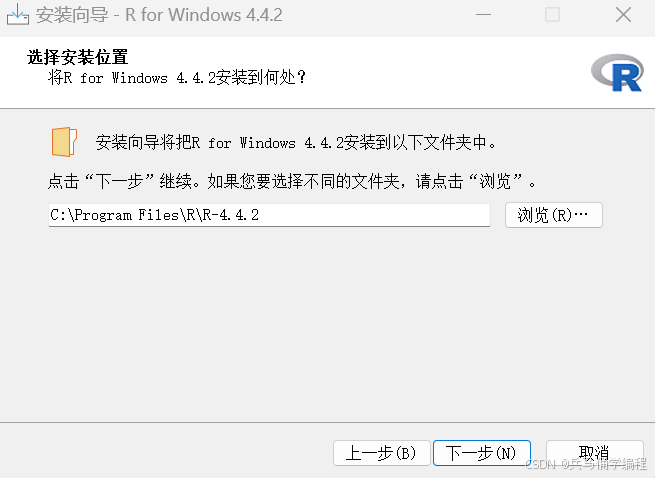 安装向导 - R for Windows 4.4.2
选择安装位置
将R for Windows 4.4.2安装到何处？
R
安装向导将把R for Windows 4.4.2安装到以下文件夹中。
点击“下一步”继续。如果您要选择不同的文件夹，请点击“浏览”。
C:\Program Files\R\R-4.4.2
浏览(R)…
上一步(B)
下一步(N)
取消
CSDN @兵与情学编程